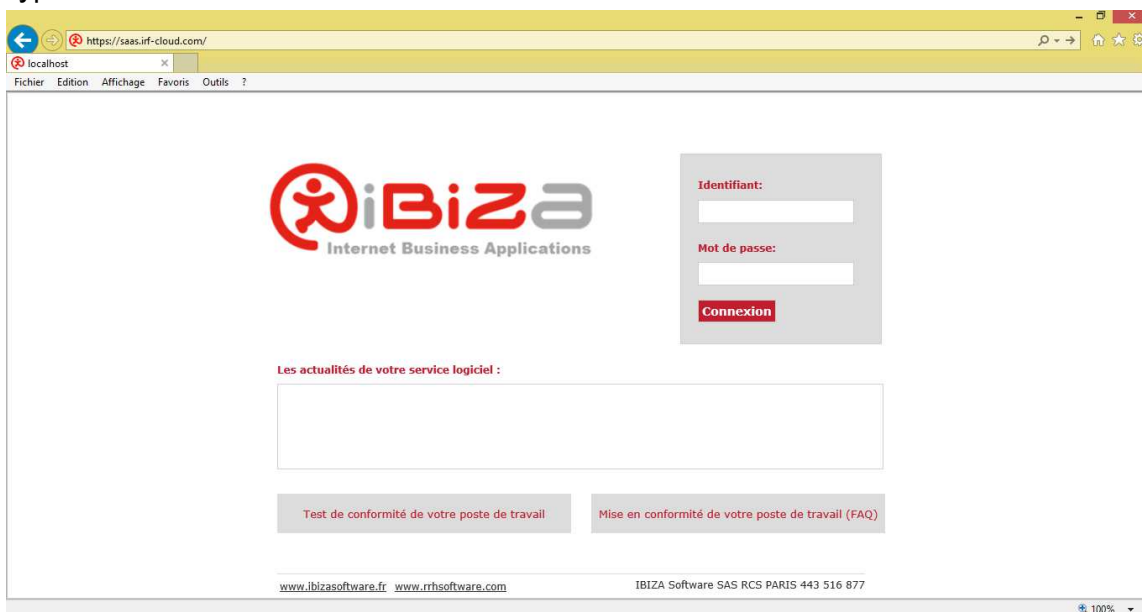 https://saas.irf-cloud.com/
localhost
Fichier Edition Affichage Favoris Outils ?
iBiZa
Internet Business Applications
Identifiant:
Mot de passe:
Connexion
Les actualités de votre service logiciel :
Test de conformité de votre poste de travail
Mise en conformité de votre poste de travail (FAQ)
www.ibizasoftware.fr www.rrhsoftware.com
IBIZA Software SAS RCS PARIS 443 516 877
100%